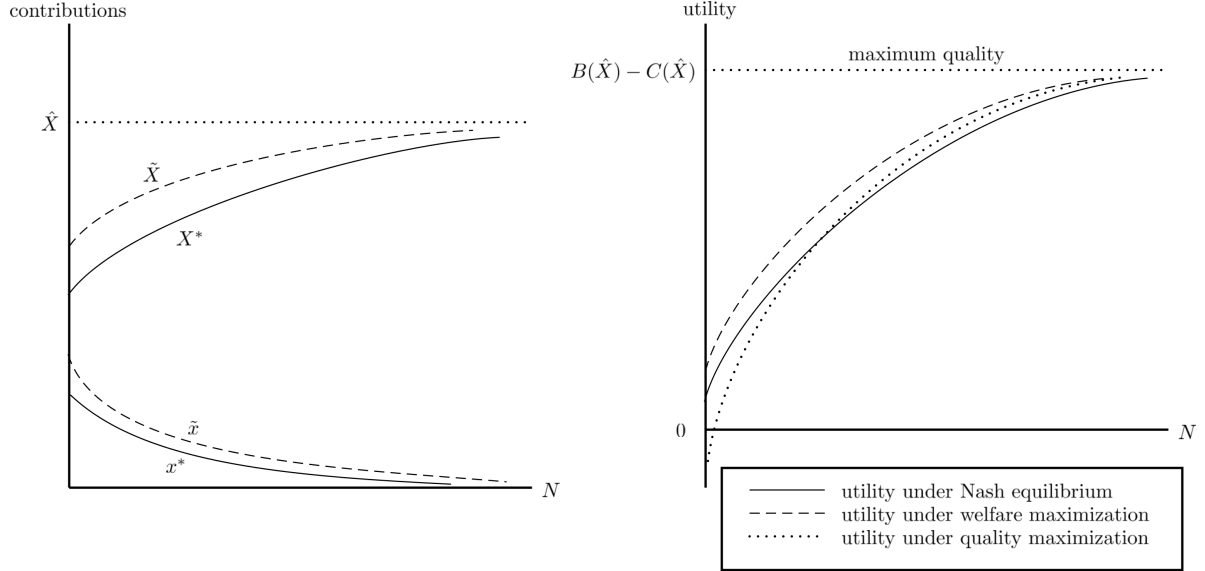 contributions
X̂
X̃
X*
x̃
x*
N
utility
B(X̂) − C(X̂)
maximum quality
0
N
utility under Nash equilibrium
utility under welfare maximization
utility under quality maximization